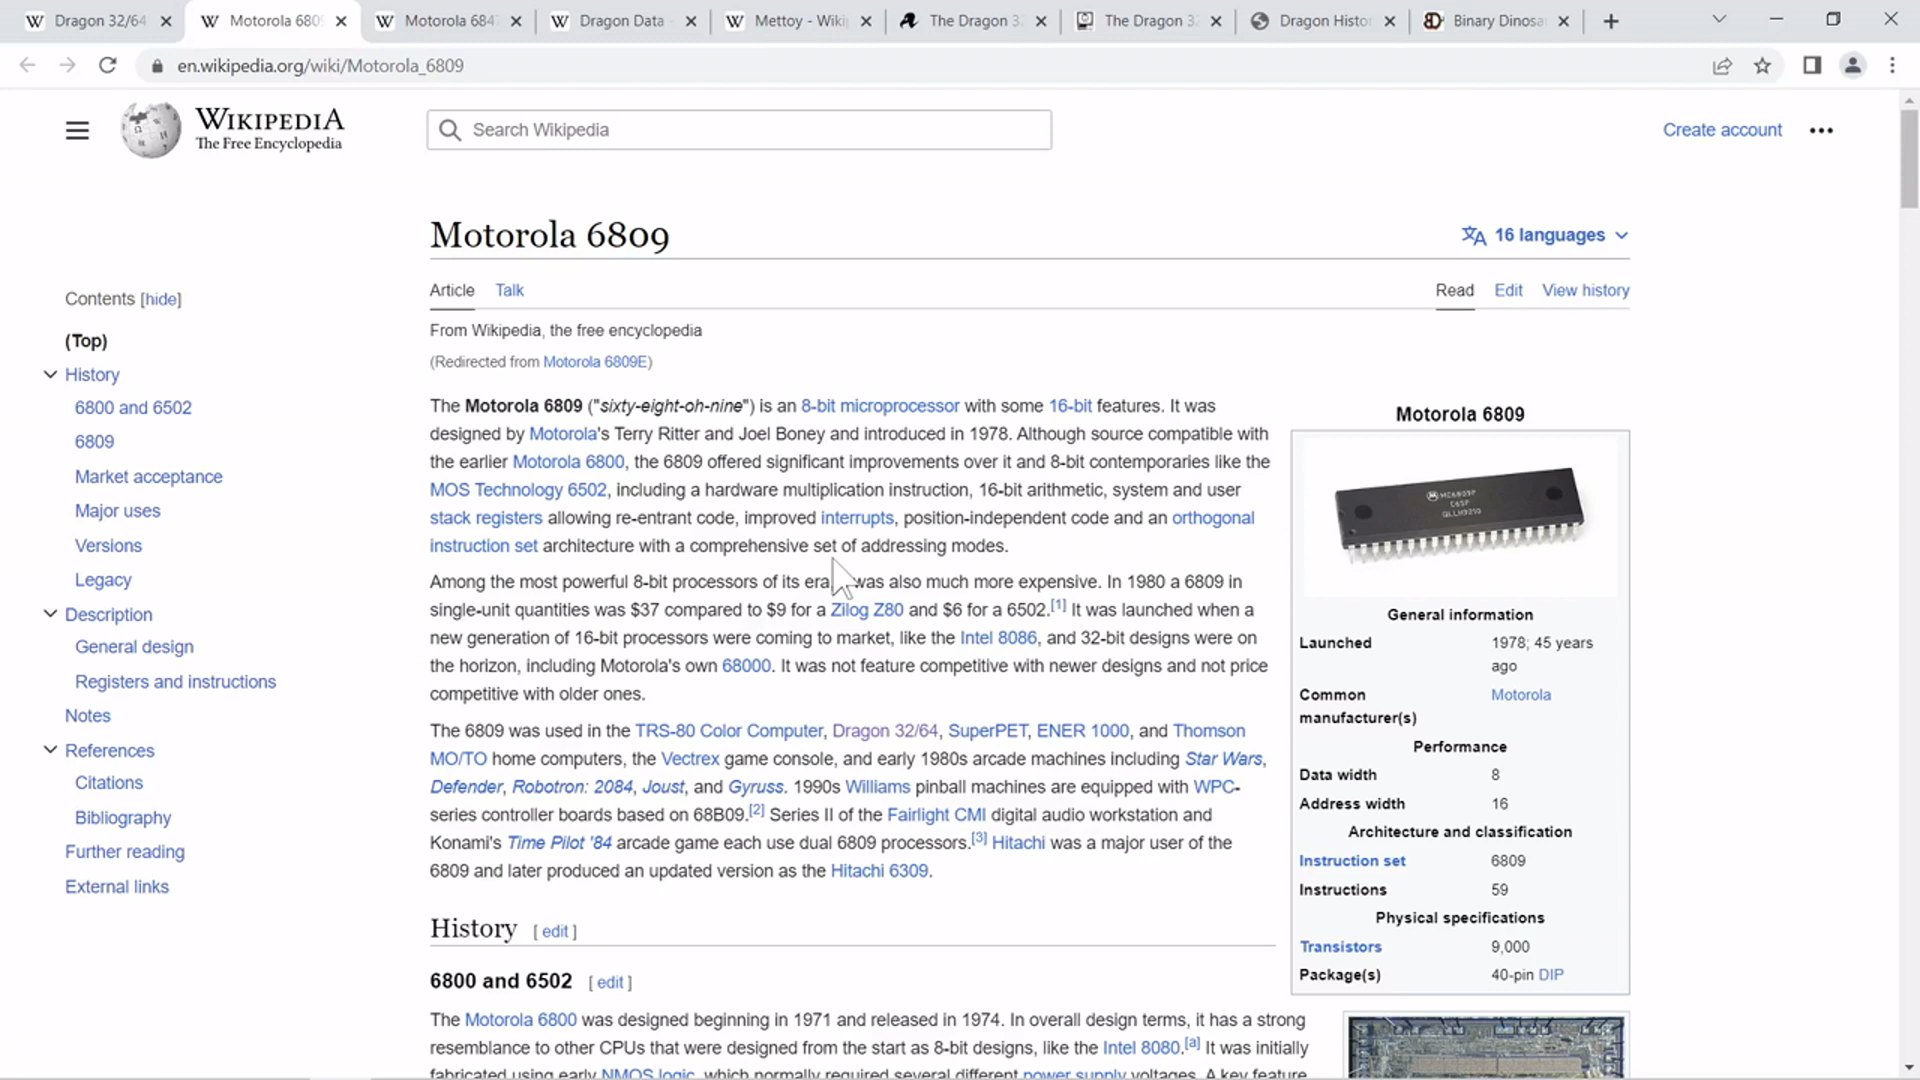 Dragon 32/64
Motorola 680
Motorola 684
Dragon Data -
Mettoy - Wiki
The Dragon 3
The Dragon 3
Dragon Histo
Binary Dinosa
en.wikipedia.org/wiki/Motorola_6809
WIKIPEDIA
The Free Encyclopedia
Search Wikipedia
Create account
Motorola 6809
16 languages
Contents [hide]
(Top)
History
6800 and 6502
6809
Market acceptance
Major uses
Versions
Legacy
Description
General design
Registers and instructions
Notes
References
Citations
Bibliography
Further reading
External links
Article Talk
Read Edit View history
From Wikipedia, the free encyclopedia
(Redirected from Motorola 6809E)
The Motorola 6809 ("sixty-eight-oh-nine") is an 8-bit microprocessor with some 16-bit features. It was
designed by Motorola's Terry Ritter and Joel Boney and introduced in 1978. Although source compatible with
the earlier Motorola 6800, the 6809 offered significant improvements over it and 8-bit contemporaries like the
MOS Technology 6502, including a hardware multiplication instruction, 16-bit arithmetic, system and user
stack registers allowing re-entrant code, improved interrupts, position-independent code and an orthogonal
instruction set architecture with a comprehensive set of addressing modes.
Among the most powerful 8-bit processors of its era, was also much more expensive. In 1980 a 6809 in
single-unit quantities was $37 compared to $9 for a Zilog Z80 and $6 for a 6502.[1] It was launched when a
new generation of 16-bit processors were coming to market, like the Intel 8086, and 32-bit designs were on
the horizon, including Motorola's own 68000. It was not feature competitive with newer designs and not price
competitive with older ones.
The 6809 was used in the TRS-80 Color Computer, Dragon 32/64, SuperPET, ENER 1000, and Thomson
MO/TO home computers, the Vectrex game console, and early 1980s arcade machines including Star Wars,
Defender, Robotron: 2084, Joust, and Gyruss. 1990s Williams pinball machines are equipped with WPC-
series controller boards based on 68B09.[2] Series II of the Fairlight CMI digital audio workstation and
Konami's Time Pilot '84 arcade game each use dual 6809 processors.[3] Hitachi was a major user of the
6809 and later produced an updated version as the Hitachi 6309.
History [ edit ]
6800 and 6502 [ edit ]
The Motorola 6800 was designed beginning in 1971 and released in 1974. In overall design terms, it has a strong
resemblance to other CPUs that were designed from the start as 8-bit designs, like the Intel 8080.[a] It was initially
fabricated using early NMOS logic, which normally required several different power supply voltages. A key feature
Motorola 6809
MC6809P
C65P
QLLH9210
General information
Launched 1978; 45 years
ago
Common Motorola
manufacturer(s)
Performance
Data width 8
Address width 16
Architecture and classification
Instruction set 6809
Instructions 59
Physical specifications
Transistors 9,000
Package(s) 40-pin DIP